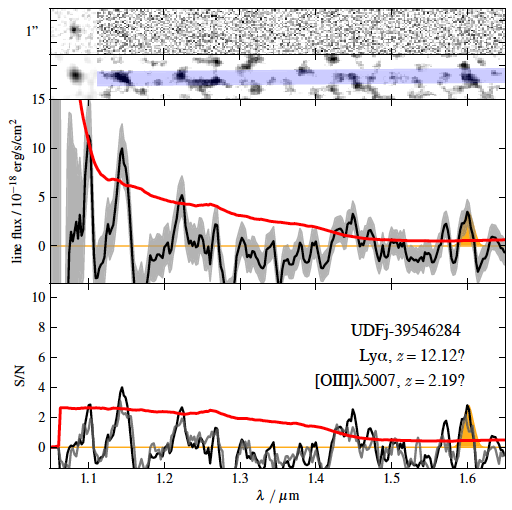 1”
15
10
5
0
line flux / 10⁻¹⁸ erg/s/cm²
10
8
6
4
2
0
S/N
UDFj-39546284
Lyα, z = 12.12?
[OIII]λ5007, z = 2.19?
1.1 1.2 1.3 1.4 1.5 1.6
λ / μm